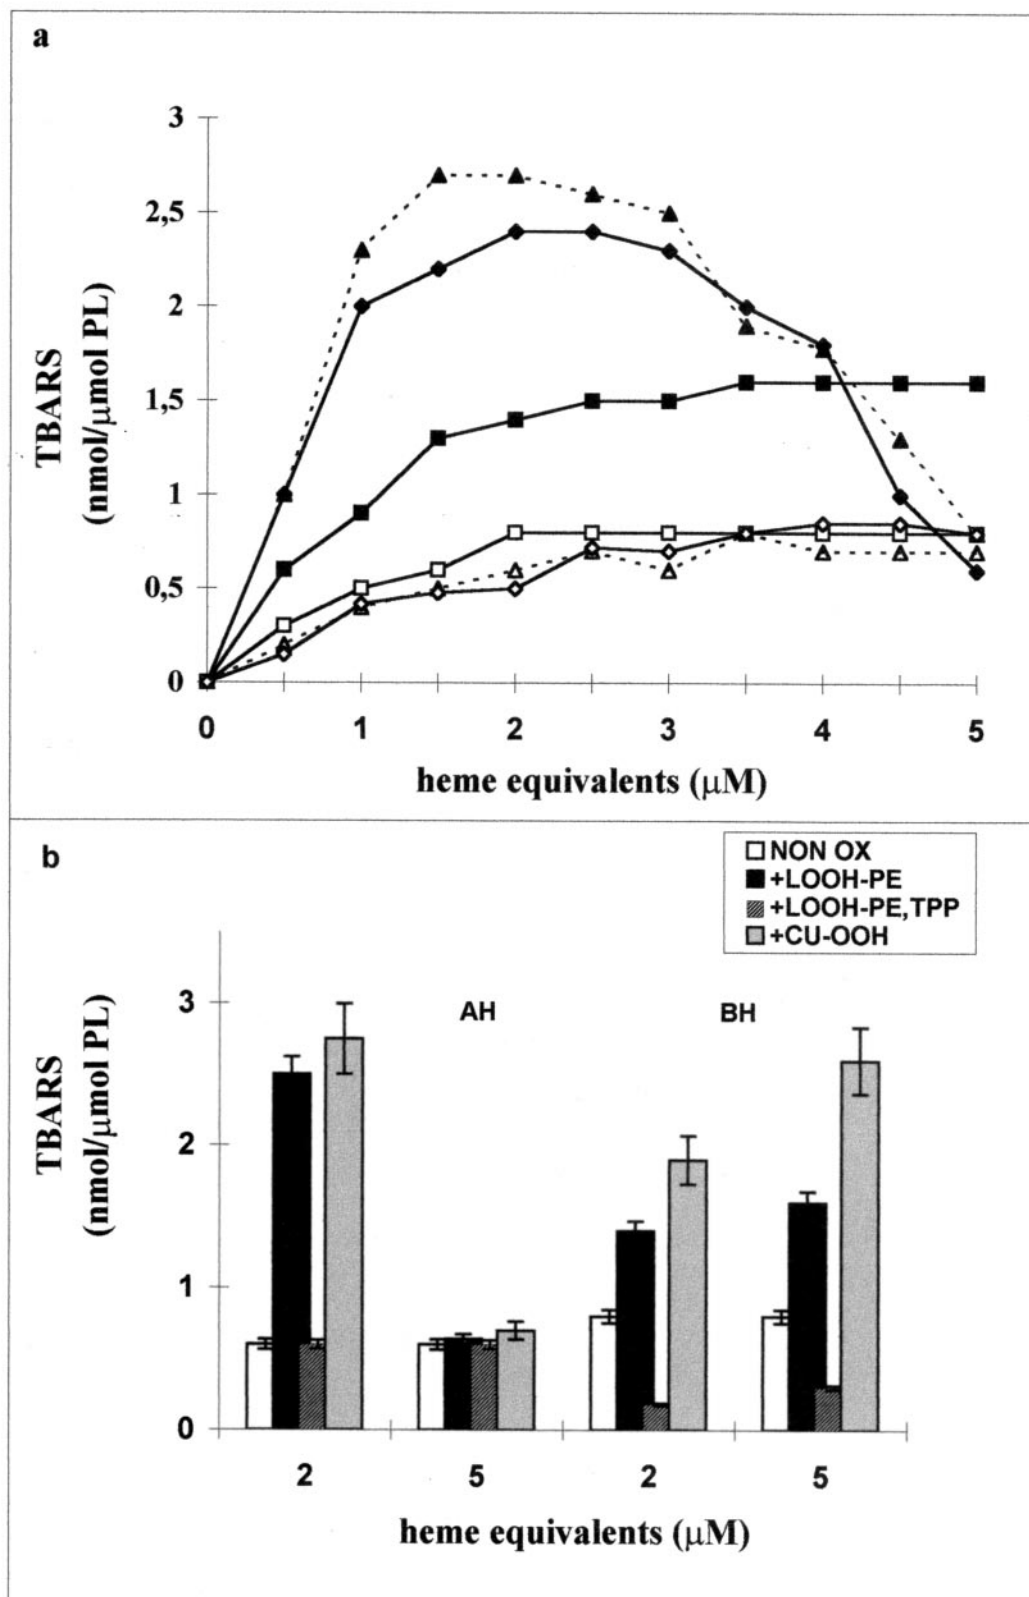 a
TBARS
(nmol/μmol PL)
3
2,5
2
1,5
1
0,5
0
0 1 2 3 4 5
heme equivalents (μM)
b
NON OX
+LOOH-PE
+LOOH-PE,TPP
+CU-OOH
TBARS
(nmol/μmol PL)
3
2
1
0
AH BH
2 5 2 5
heme equivalents (μM)